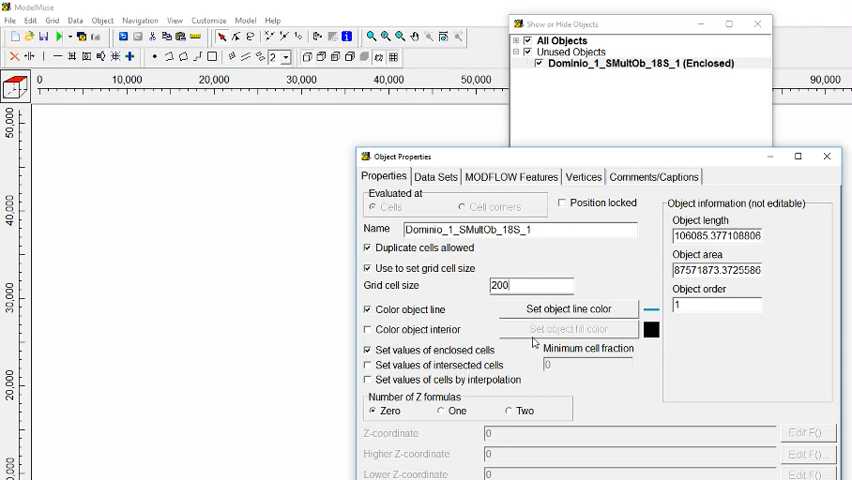 ModelMuse
File Edit Grid Data Object Navigation View Customize Model Help
2
0 10,000 20,000 30,000 40,000 50,000 90,000
50,000
40,000
30,000
20,000
Show or Hide Objects
All Objects
Unused Objects
Dominio_1_SMultOb_18S_1 (Enclosed)
Object Properties
Properties Data Sets MODFLOW Features Vertices Comments/Captions
Evaluated at
Cells Cell corners
Position locked
Name Dominio_1_SMultOb_18S_1
Duplicate cells allowed
Use to set grid cell size
Grid cell size 200
Color object line Set object line color
Color object interior Set object fill color
Set values of enclosed cells Minimum cell fraction
Set values of intersected cells 0
Set values of cells by interpolation
Number of Z formulas
Zero One Two
Z-coordinate 0 Edit F()
Higher Z-coordinate 0 Edit F()...
Lower Z-coordinate 0 Edit F()...
Object information (not editable)
Object length
106085.377108806
Object area
87571873.3725586
Object order
1